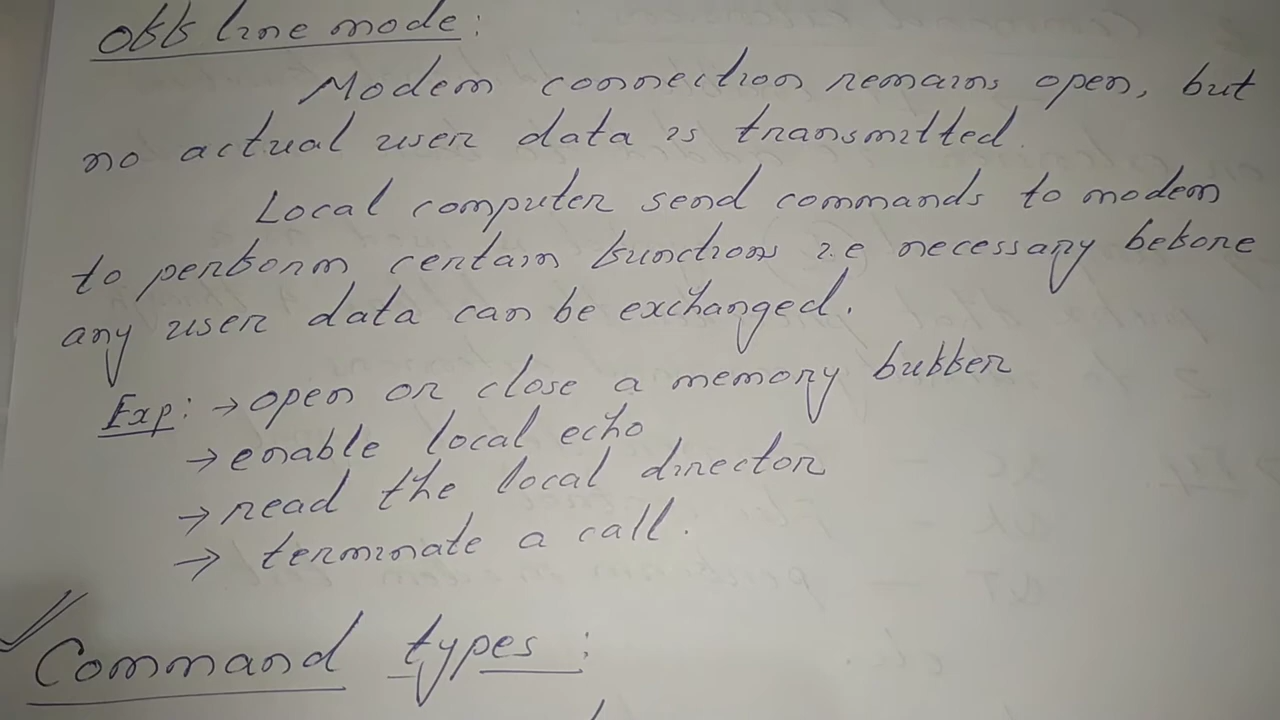 Off line mode:
Modem connection remains open, but
no actual user data is transmitted.
Local computer send commands to modem
to perform certain functions i.e necessary before
any user data can be exchanged.
Exp: → open or close a memory buffer
→ enable local echo
→ read the local director
→ terminate a call.
Command types: